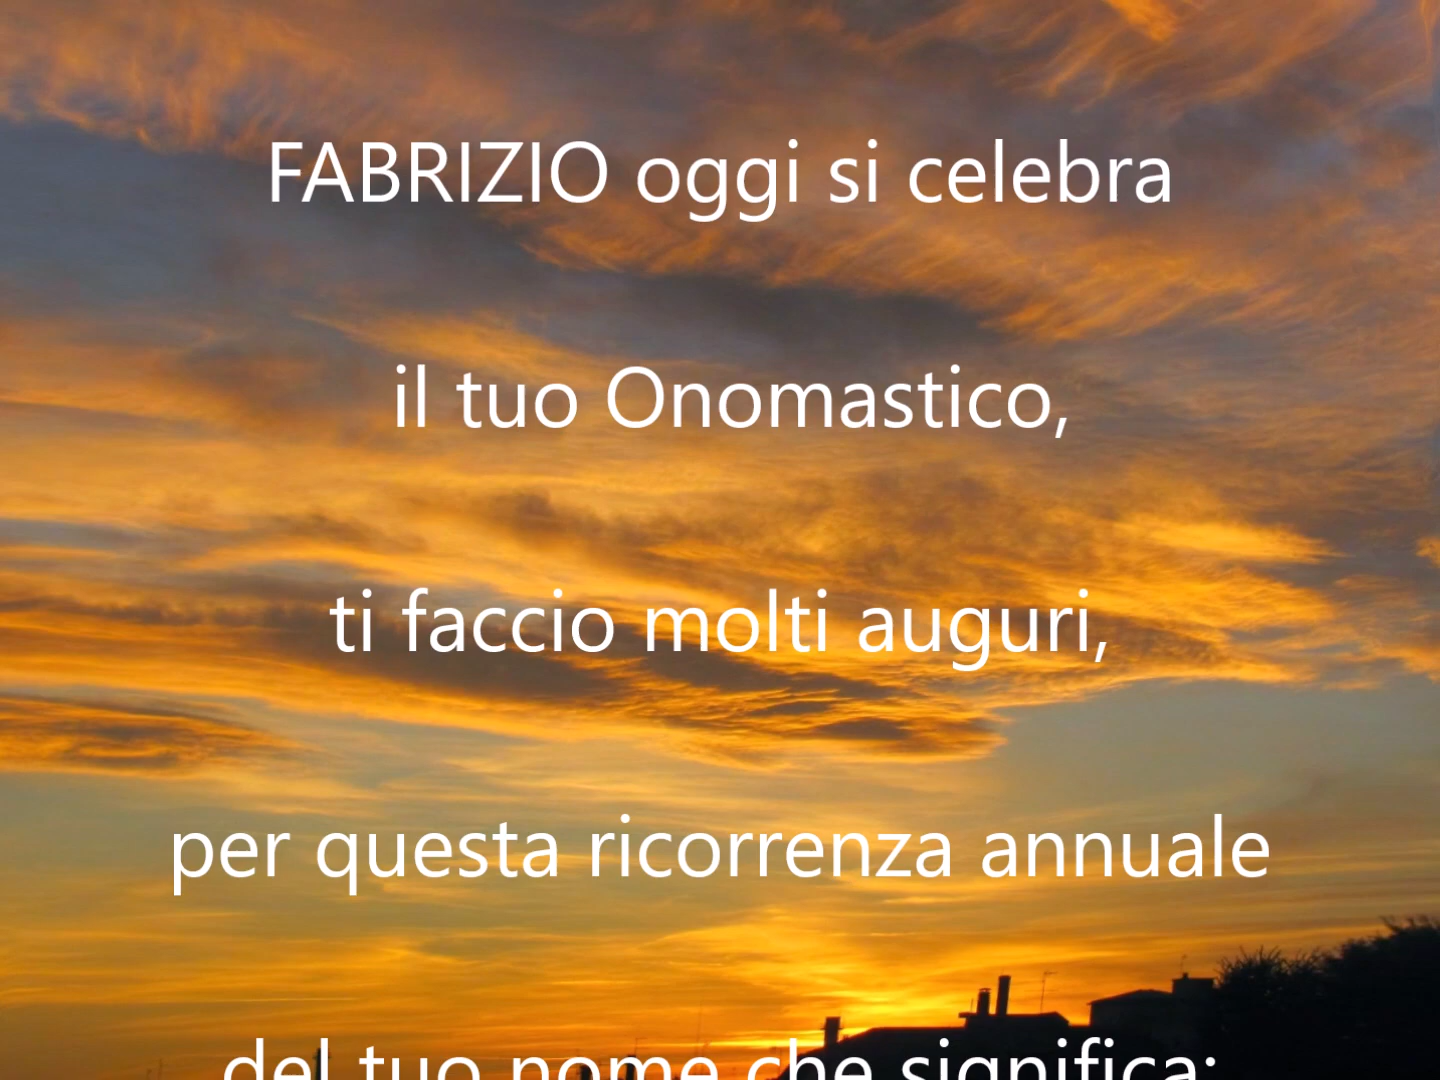 FABRIZIO oggi si celebra
il tuo Onomastico,
ti faccio molti auguri,
per questa ricorrenza annuale
del tuo nome che significa: